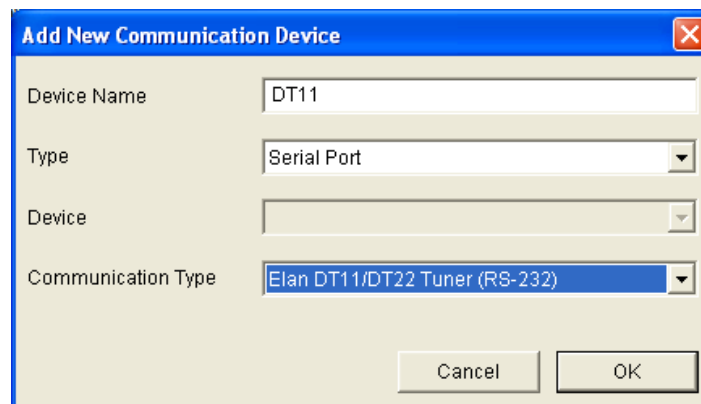 Add New Communication Device
Device Name DT11
Type Serial Port
Device
Communication Type Elan DT11/DT22 Tuner (RS-232)
Cancel OK